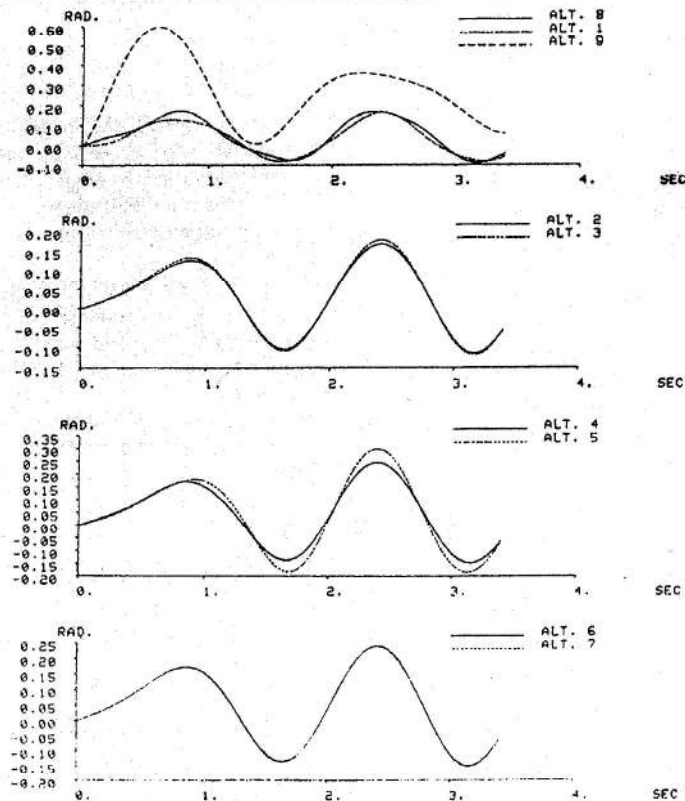 RAD.
ALT. 8
ALT. 1
ALT. 9
0.60
0.50
0.40
0.30
0.20
0.10
0.00
-0.10
0. 1. 2. 3. 4. SEC
RAD.
ALT. 2
ALT. 3
0.20
0.15
0.10
0.05
0.00
-0.05
-0.10
-0.15
0. 1. 2. 3. 4. SEC
RAD.
ALT. 4
ALT. 5
0.35
0.30
0.25
0.20
0.15
0.10
0.05
0.00
-0.05
-0.10
-0.15
-0.20
0. 1. 2. 3. 4. SEC
RAD.
ALT. 6
ALT. 7
0.25
0.20
0.15
0.10
0.05
0.00
-0.05
-0.10
-0.15
-0.20
0. 1. 2. 3. 4. SEC